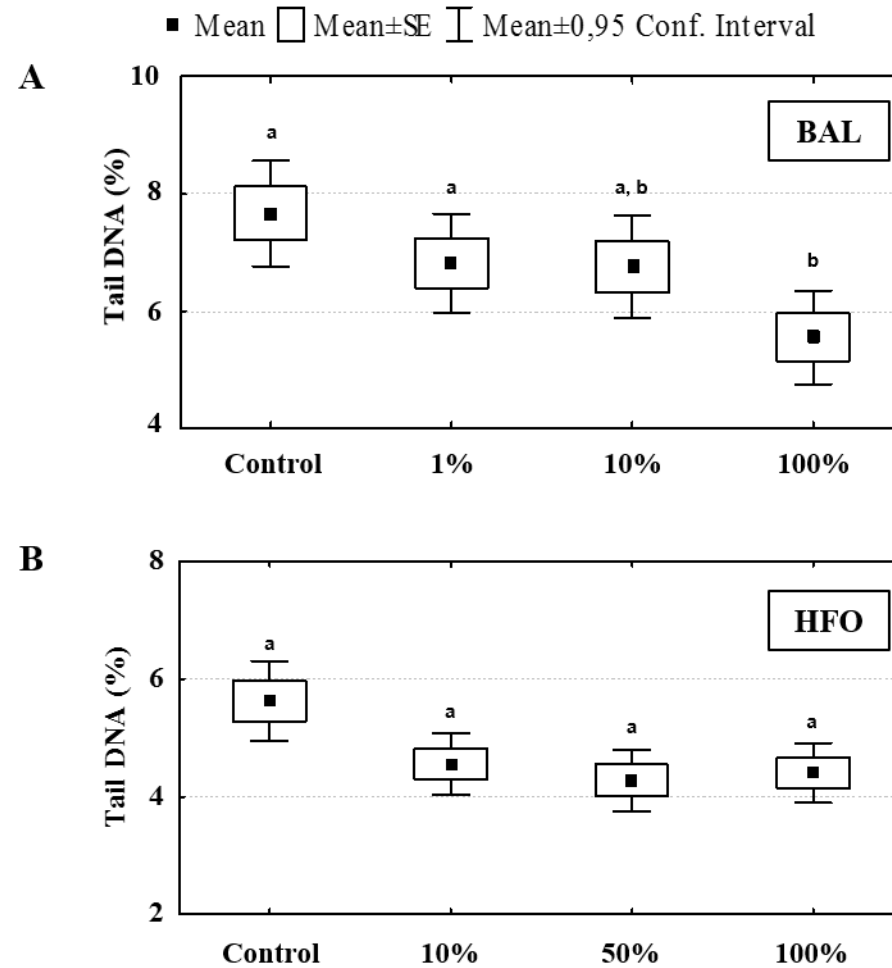 Mean Mean±SE Mean±0,95 Conf. Interval
A
10
8
6
4
Tail DNA (%)
BAL
a
a
a, b
b
Control 1% 10% 100%
B
8
6
4
2
Tail DNA (%)
HFO
a
a
a
a
Control 10% 50% 100%